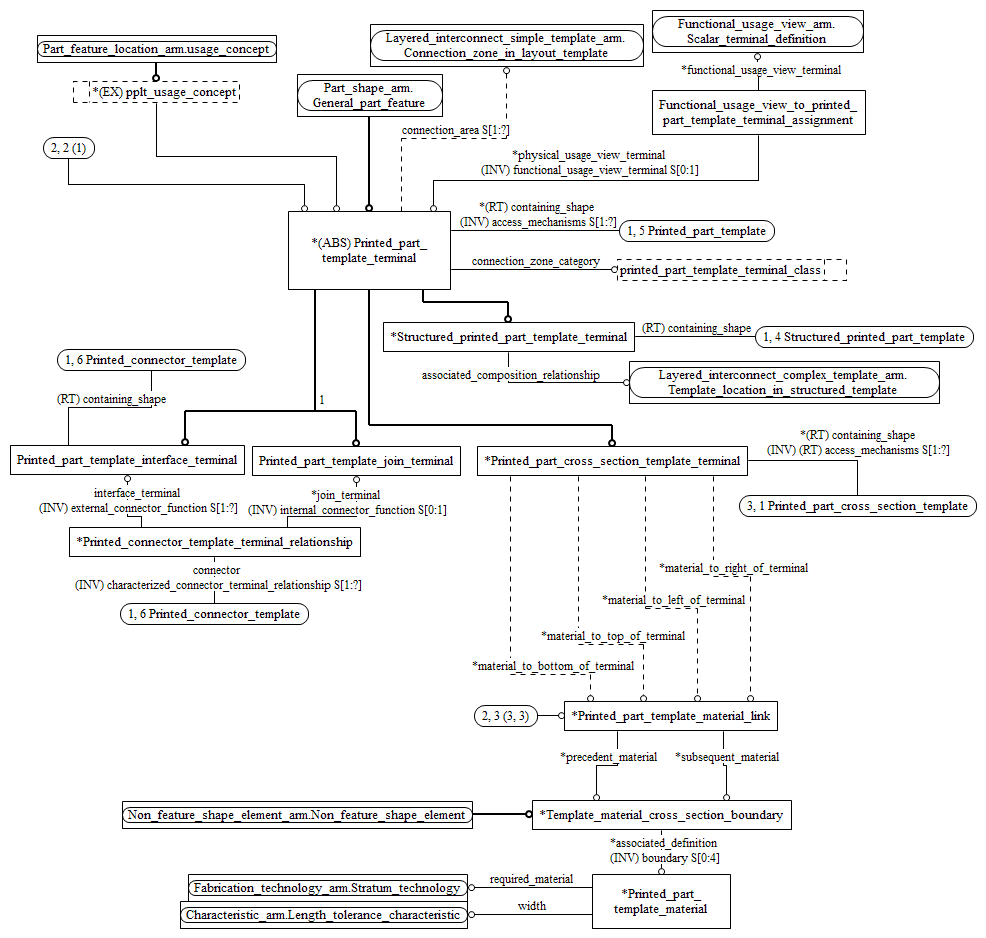 Part_feature_location_arm.usage_concept
Layered_interconnect_simple_template_arm.
Connection_zone_in_layout_template
Functional_usage_view_arm.
Scalar_terminal_definition
*functional_usage_view_terminal
*(EX) pplt_usage_concept
Part_shape_arm.
General_part_feature
Functional_usage_view_to_printed_
part_template_terminal_assignment
connection_area S[1:?]
2, 2 (1)
*physical_usage_view_terminal
(INV) functional_usage_view_terminal S[0:1]
*(RT) containing_shape
(INV) access_mechanisms S[1:?]
1, 5 Printed_part_template
*(ABS) Printed_part_
template_terminal
connection_zone_category
printed_part_template_terminal_class
*Structured_printed_part_template_terminal
(RT) containing_shape
1, 4 Structured_printed_part_template
1, 6 Printed_connector_template
associated_composition_relationship
Layered_interconnect_complex_template_arm.
Template_location_in_structured_template
(RT) containing_shape
1
*(RT) containing_shape
(INV) (RT) access_mechanisms S[1:?]
Printed_part_template_interface_terminal
Printed_part_template_join_terminal
*Printed_part_cross_section_template_terminal
interface_terminal
(INV) external_connector_function S[1:?]
*join_terminal
(INV) internal_connector_function S[0:1]
3, 1 Printed_part_cross_section_template
*Printed_connector_template_terminal_relationship
connector
(INV) characterized_connector_terminal_relationship S[1:?]
*material_to_right_of_terminal
*material_to_left_of_terminal
1, 6 Printed_connector_template
*material_to_top_of_terminal
*material_to_bottom_of_terminal
2, 3 (3, 3)
*Printed_part_template_material_link
*precedent_material
*subsequent_material
Non_feature_shape_element_arm.Non_feature_shape_element
*Template_material_cross_section_boundary
*associated_definition
(INV) boundary S[0:4]
Fabrication_technology_arm.Stratum_technology
required_material
*Printed_part_
template_material
Characteristic_arm.Length_tolerance_characteristic
width